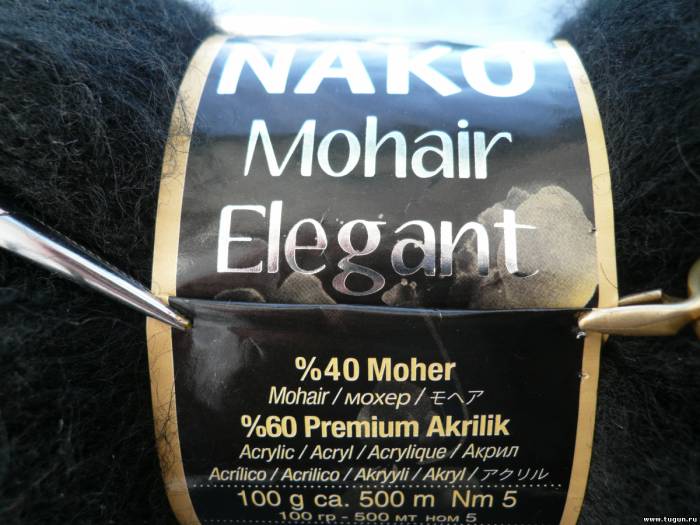 NAKO
Mohair
Elegant
%40 Moher
Mohair / мохер / モヘア
%60 Premium Akrilik
Acrylic / Acryl / Acrylique / Акрил
Acrílico / Acrilico / Akryyli / Akryl / アクリル
100 g ca. 500 m Nm 5
100 гр - 500 мт ном 5
www.tugun.ru